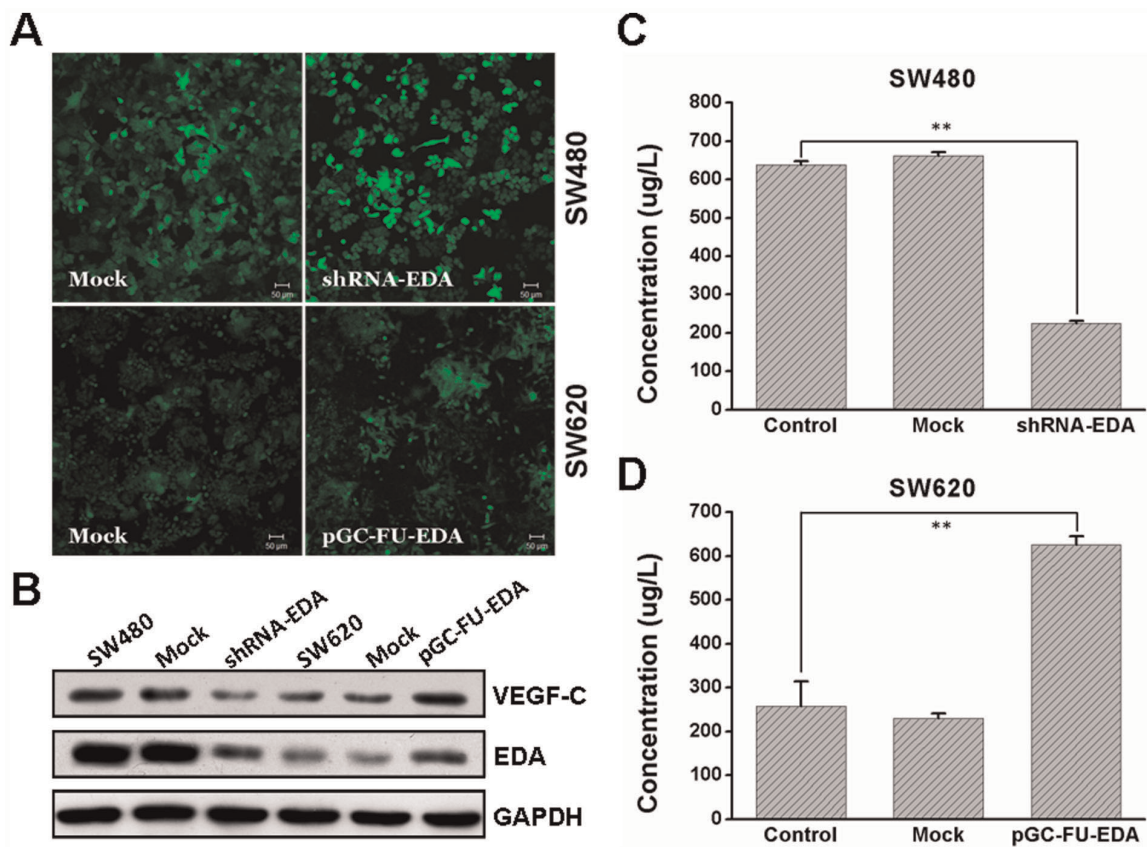 A
Mock
50 µm
shRNA-EDA
50 µm
SW480
Mock
50 µm
pGC-FU-EDA
50 µm
SW620
B
SW480 Mock shRNA-EDA SW620 Mock pGC-FU-EDA
VEGF-C
EDA
GAPDH
C
SW480
Concentration (ug/L)
800
700
600
500
400
300
200
100
0
**
Control Mock shRNA-EDA
D
SW620
Concentration (ug/L)
700
600
500
400
300
200
100
0
**
Control Mock pGC-FU-EDA